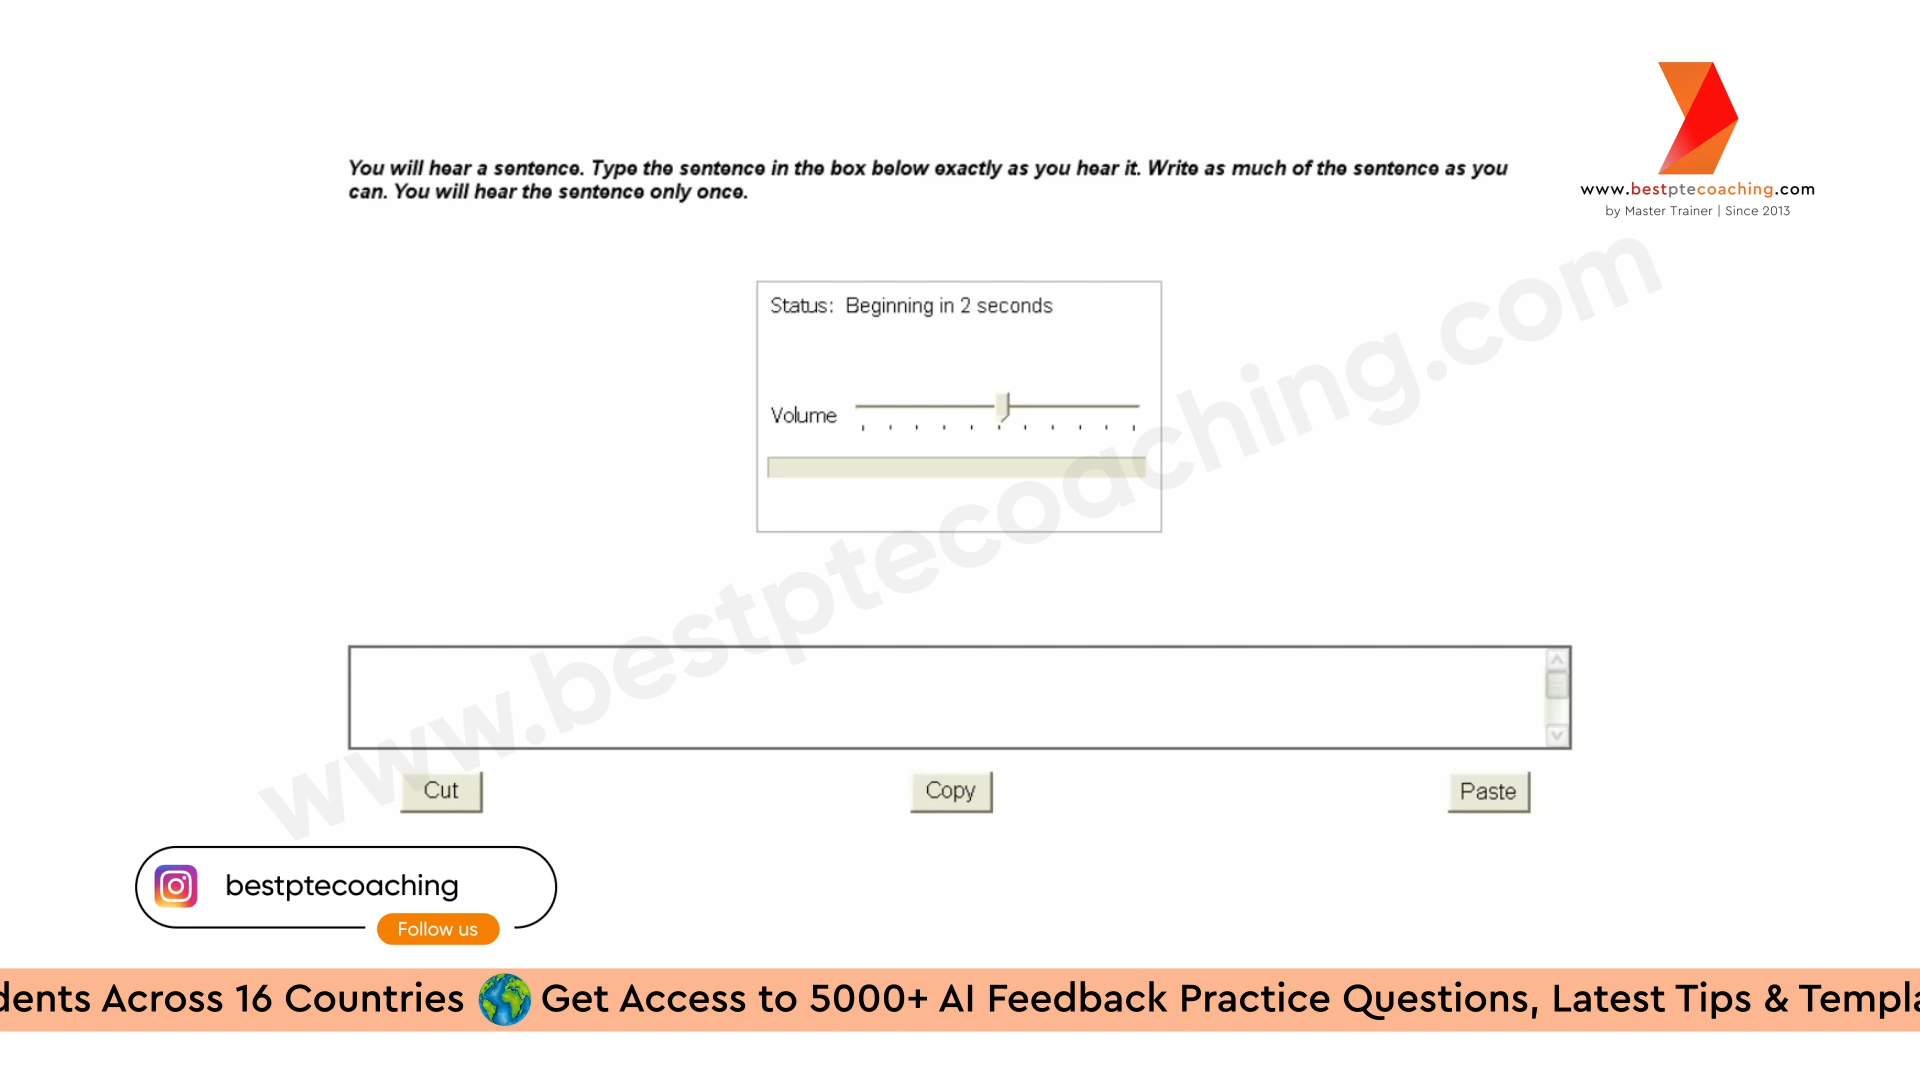 You will hear a sentence. Type the sentence in the box below exactly as you hear it. Write as much of the sentence as you
can. You will hear the sentence only once.
www.bestptecoaching.com
by Master Trainer | Since 2013
Status: Beginning in 2 seconds
Volume
www.bestptecoaching.com
Cut
Copy
Paste
bestptecoaching
Follow us
dents Across 16 Countries Get Access to 5000+ AI Feedback Practice Questions, Latest Tips & Templa